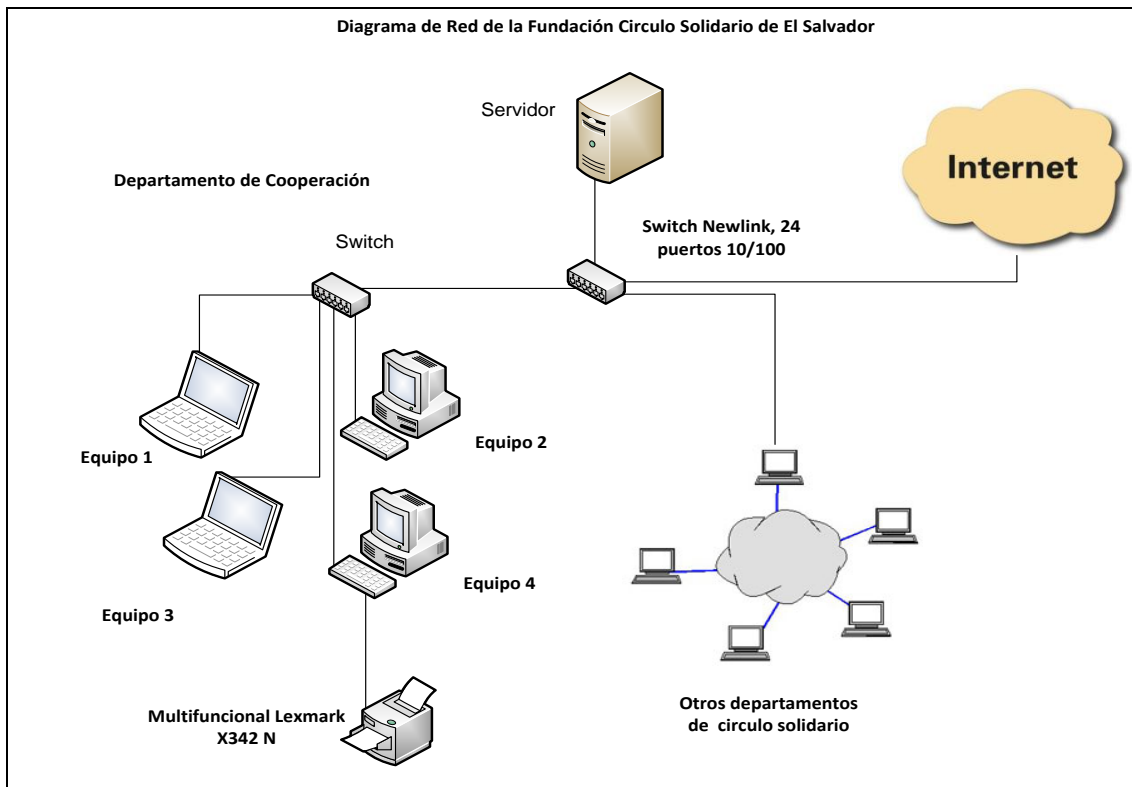 Diagrama de Red de la Fundación Circulo Solidario de El Salvador
Servidor
Internet
Departamento de Cooperación
Switch Newlink, 24
puertos 10/100
Switch
Equipo 1
Equipo 2
Equipo 3
Equipo 4
Multifuncional Lexmark
X342 N
Otros departamentos
de circulo solidario